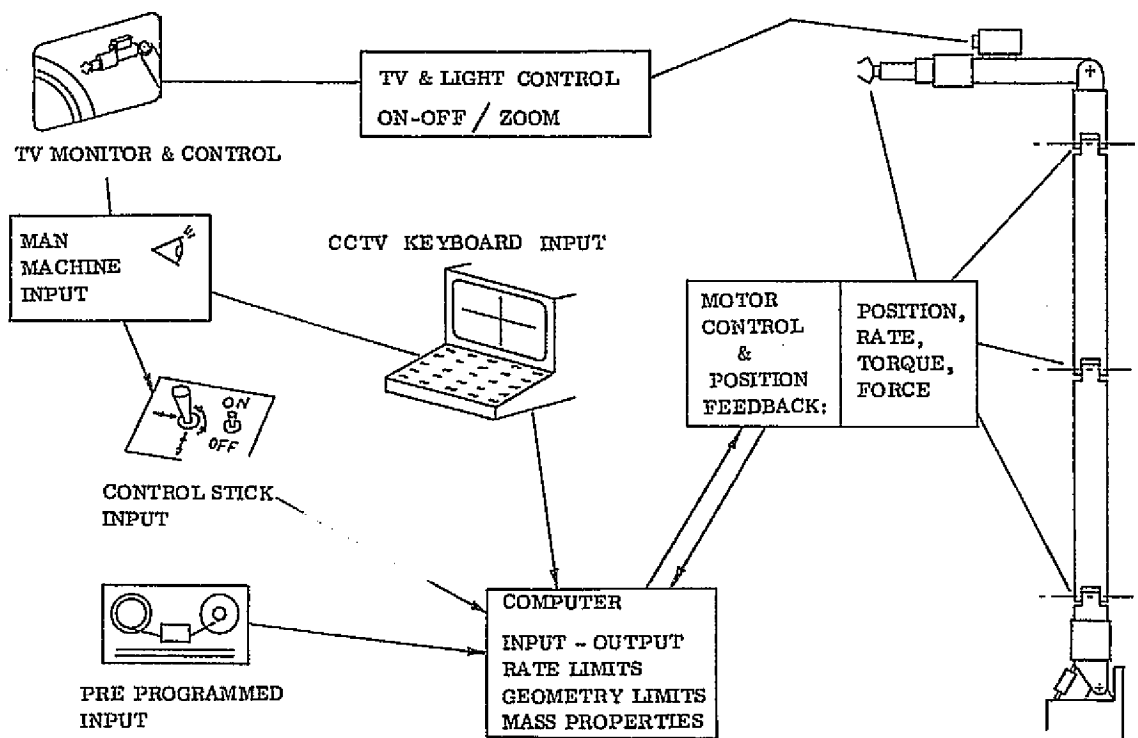 TV & LIGHT CONTROL
ON-OFF / ZOOM
TV MONITOR & CONTROL
MAN
MACHINE
INPUT
CCTV KEYBOARD INPUT
MOTOR
CONTROL
&
POSITION
FEEDBACK:
POSITION,
RATE,
TORQUE,
FORCE
ON
OFF
CONTROL STICK
INPUT
COMPUTER
INPUT - OUTPUT
RATE LIMITS
GEOMETRY LIMITS
MASS PROPERTIES
PRE PROGRAMMED
INPUT